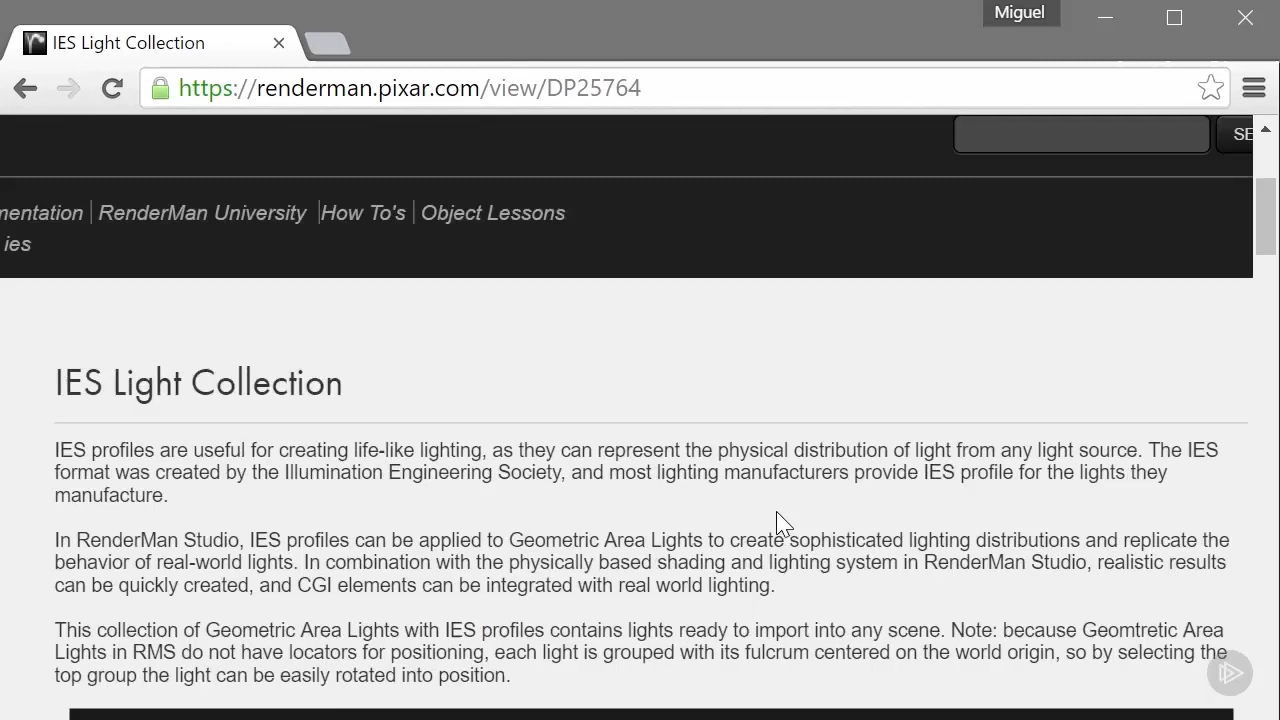 Miguel
IES Light Collection
https://renderman.pixar.com/view/DP25764
SE
mentation RenderMan University How To's Object Lessons
ies
IES Light Collection
IES profiles are useful for creating life-like lighting, as they can represent the physical distribution of light from any light source. The IES
format was created by the Illumination Engineering Society, and most lighting manufacturers provide IES profile for the lights they
manufacture.
In RenderMan Studio, IES profiles can be applied to Geometric Area Lights to create sophisticated lighting distributions and replicate the
behavior of real-world lights. In combination with the physically based shading and lighting system in RenderMan Studio, realistic results
can be quickly created, and CGI elements can be integrated with real world lighting.
This collection of Geometric Area Lights with IES profiles contains lights ready to import into any scene. Note: because Geomtretic Area
Lights in RMS do not have locators for positioning, each light is grouped with its fulcrum centered on the world origin, so by selecting the
top group the light can be easily rotated into position.